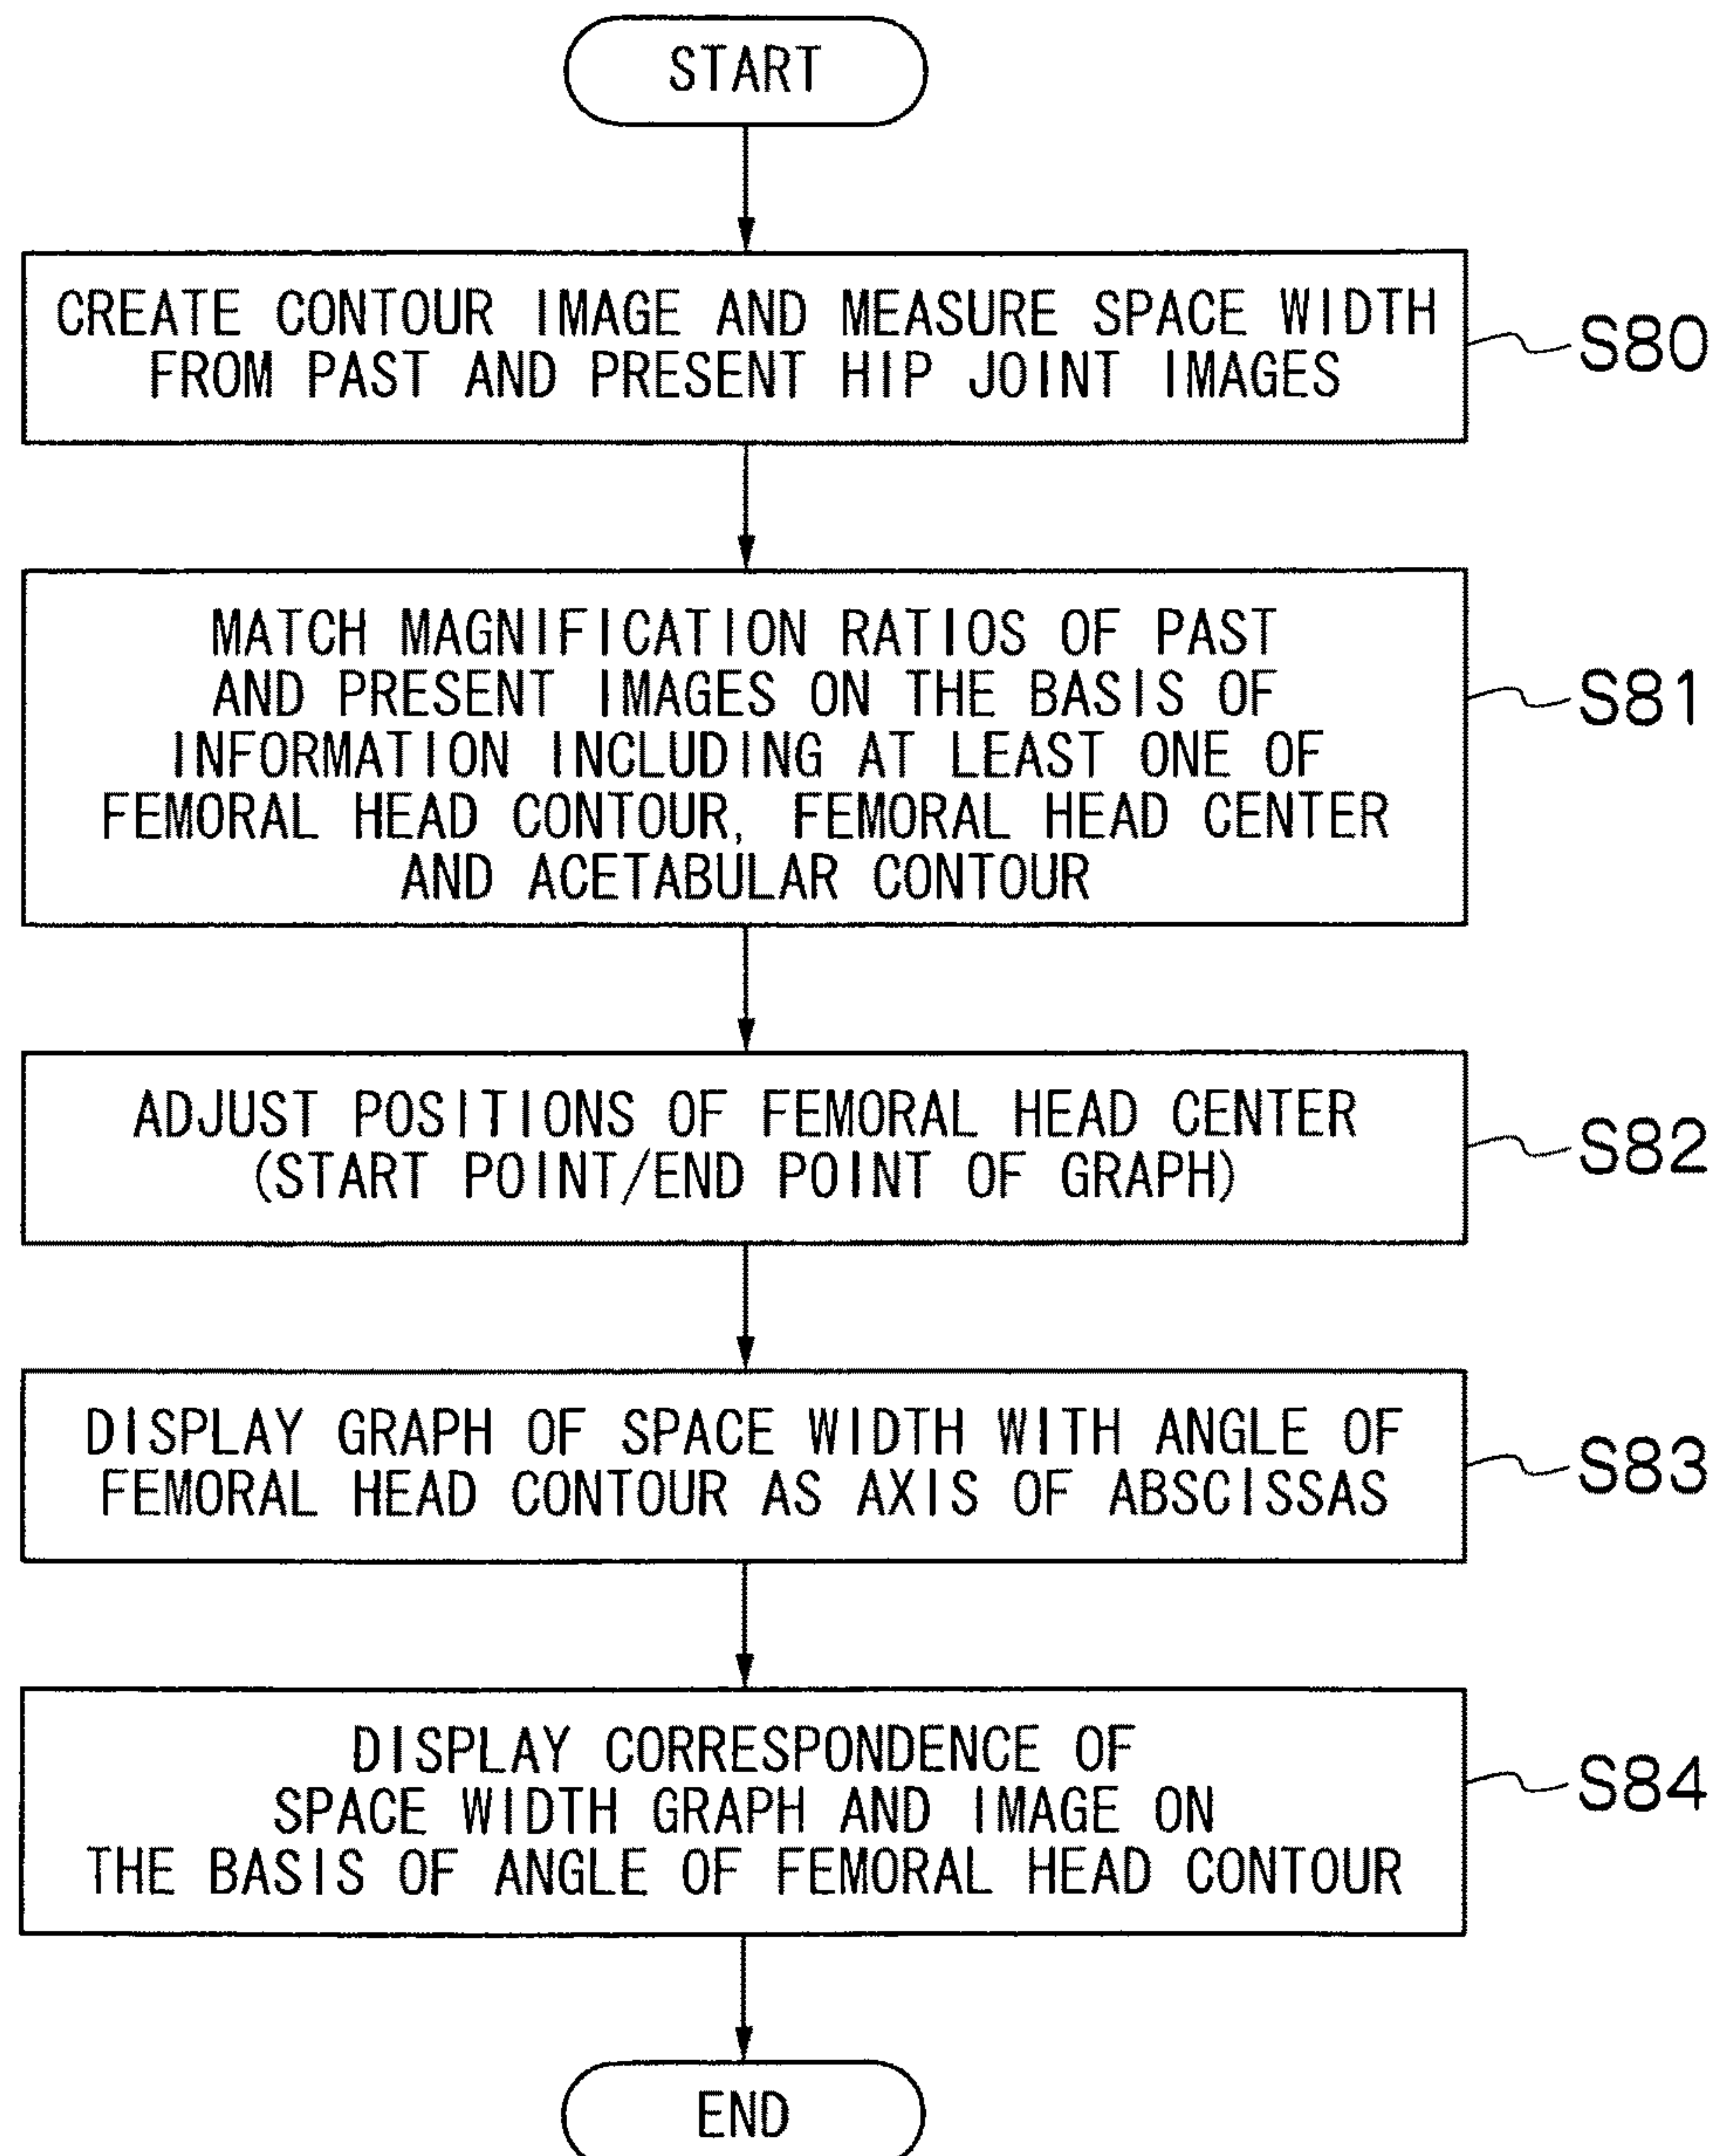 START
CREATE CONTOUR IMAGE AND MEASURE SPACE WIDTH
FROM PAST AND PRESENT HIP JOINT IMAGES
S80
MATCH MAGNIFICATION RATIOS OF PAST
AND PRESENT IMAGES ON THE BASIS OF
INFORMATION INCLUDING AT LEAST ONE OF
FEMORAL HEAD CONTOUR, FEMORAL HEAD CENTER
AND ACETABULAR CONTOUR
S81
ADJUST POSITIONS OF FEMORAL HEAD CENTER
(START POINT/END POINT OF GRAPH)
S82
DISPLAY GRAPH OF SPACE WIDTH WITH ANGLE OF
FEMORAL HEAD CONTOUR AS AXIS OF ABSCISSAS
S83
DISPLAY CORRESPONDENCE OF
SPACE WIDTH GRAPH AND IMAGE ON
THE BASIS OF ANGLE OF FEMORAL HEAD CONTOUR
S84
END